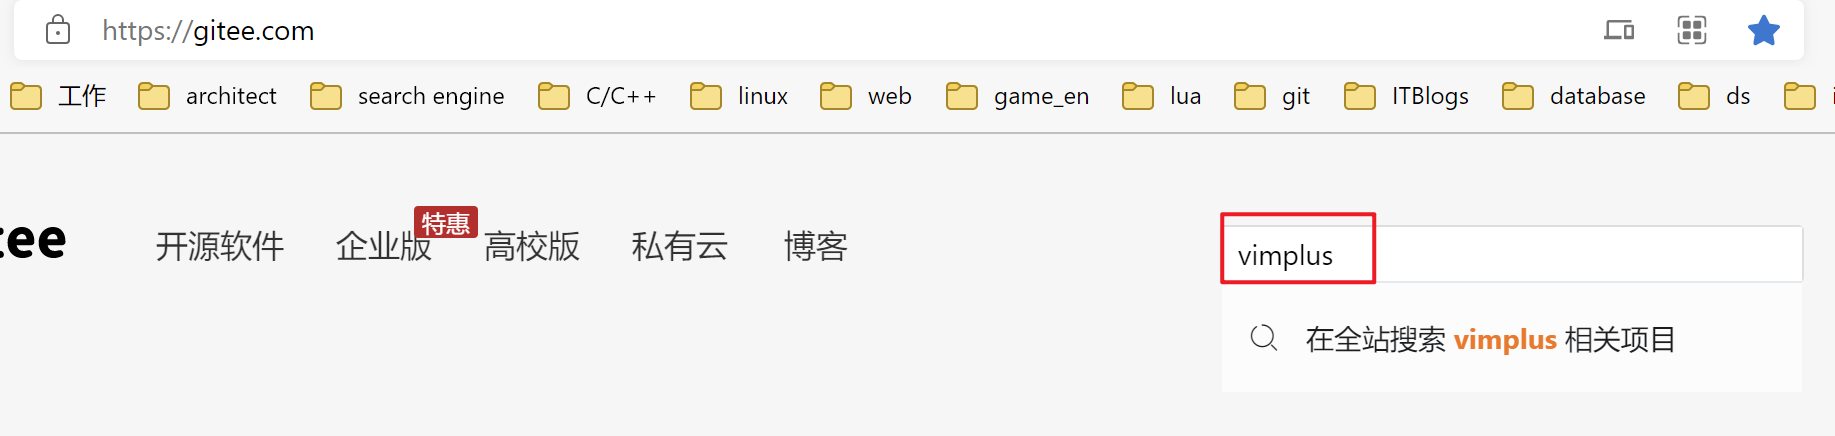 https://gitee.com
工作 architect search engine C/C++ linux web game_en lua git ITBlogs database ds
tee 开源软件 企业版 特惠 高校版 私有云 博客 vimplus
在全站搜索 vimplus 相关项目